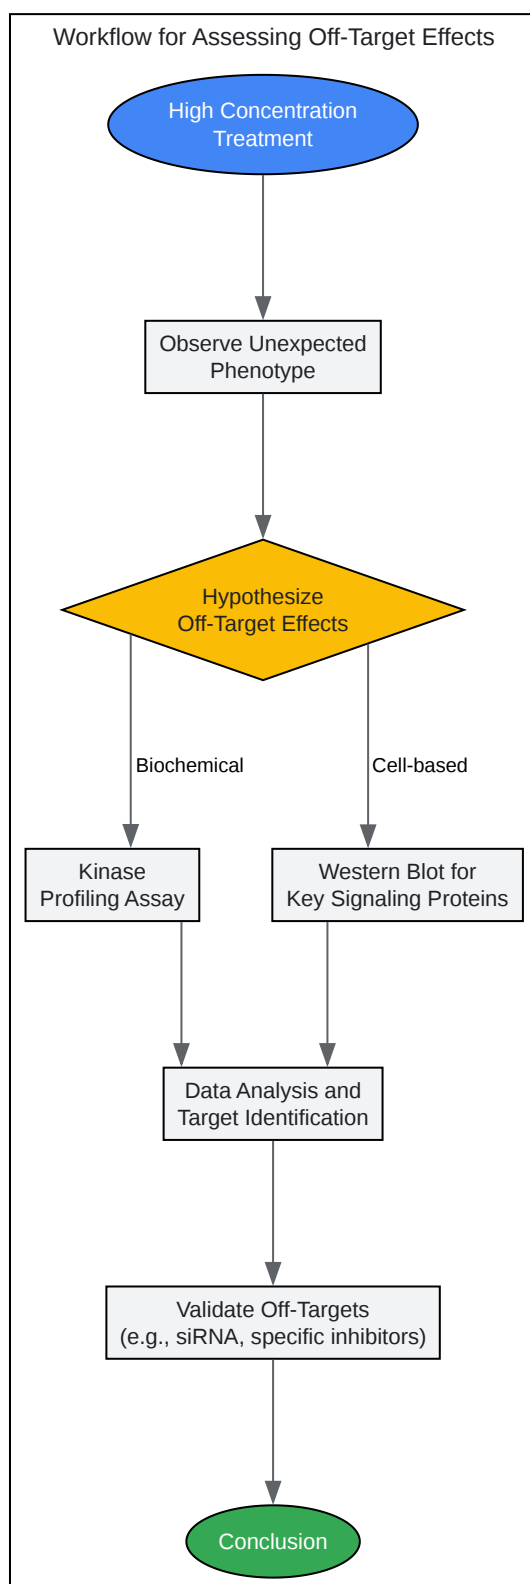 Workflow for Assessing Off-Target Effects
High Concentration
Treatment
Observe Unexpected
Phenotype
Hypothesize
Off-Target Effects
Biochemical
Cell-based
Kinase
Profiling Assay
Western Blot for
Key Signaling Proteins
Data Analysis and
Target Identification
Validate Off-Targets
(e.g., siRNA, specific inhibitors)
Conclusion